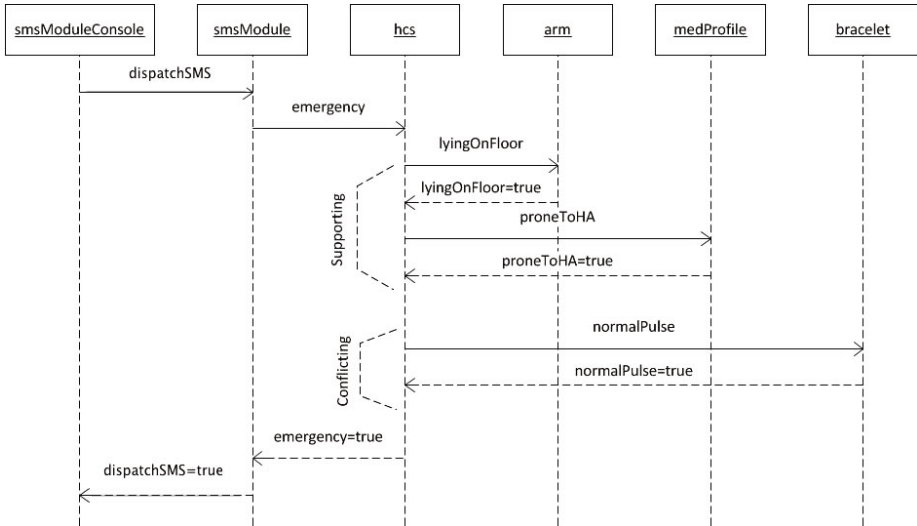 smsModuleConsole
smsModule
hcs
arm
medProfile
bracelet
dispatchSMS
emergency
lyingOnFloor
lyingOnFloor=true
Supporting
proneToHA
proneToHA=true
normalPulse
Conflicting
normalPulse=true
emergency=true
dispatchSMS=true